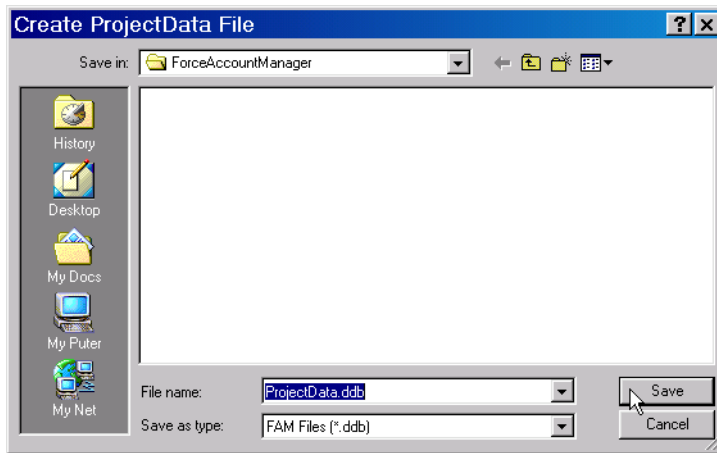 Create ProjectData File
Save in: ForceAccountManager
History
Desktop
My Docs
My Puter
My Net
File name: ProjectData.ddb Save
Save as type: FAM Files (*.ddb) Cancel